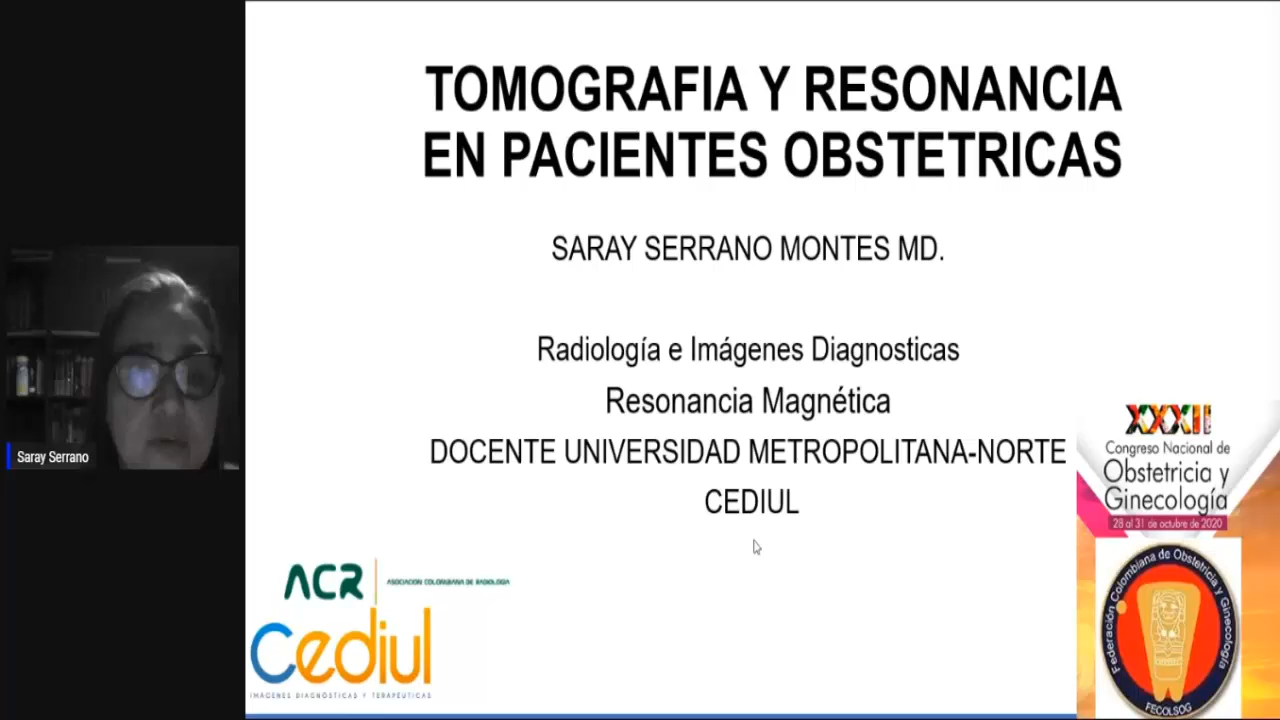 TOMOGRAFIA Y RESONANCIA
EN PACIENTES OBSTETRICAS
SARAY SERRANO MONTES MD.
Radiología e Imágenes Diagnosticas
Resonancia Magnética
DOCENTE UNIVERSIDAD METROPOLITANA-NORTE
CEDIUL
Saray Serrano
ACR
ASOCIACION COLOMBIANA DE RADIOLOGIA
Cediul
IMÁGENES DIAGNÓSTICAS Y TERAPÉUTICAS
XXXII
Congreso Nacional de
Obstetricia y
Ginecología
28 al 31 de octubre de 2020
Federación Colombiana de Obstetricia y Ginecología
FECOLSOG